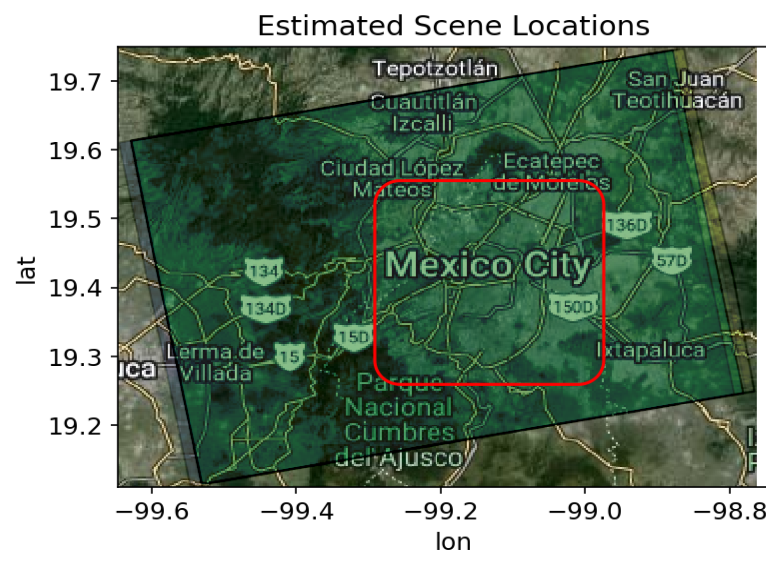 Estimated Scene Locations
Tepotzotlán
San Juan
Teotihuacán
Cuautitlán
Izcalli
Ciudad López
Mateos
Ecatepec
de Morelos
136D
Mexico City
57D
134
134D
150D
15D
15
Lerma de
Villada
Ixtapaluca
uca
Parque
Nacional
Cumbres
del Ajusco
lat
19.7
19.6
19.5
19.4
19.3
19.2
−99.6
−99.4
−99.2
−99.0
−98.8
lon